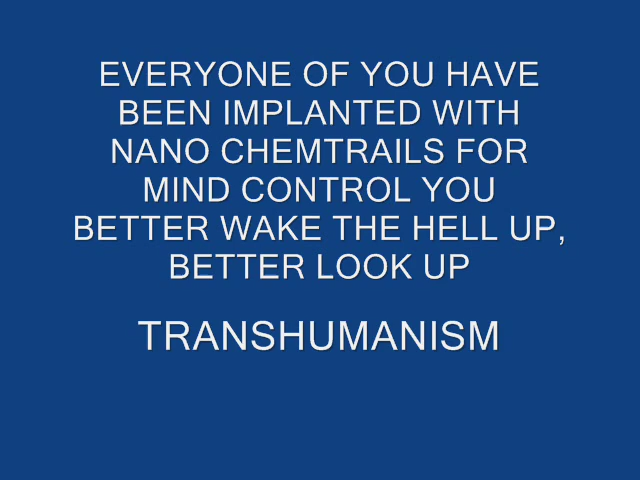 EVERYONE OF YOU HAVE
BEEN IMPLANTED WITH
NANO CHEMTRAILS FOR
MIND CONTROL YOU
BETTER WAKE THE HELL UP,
BETTER LOOK UP
TRANSHUMANISM